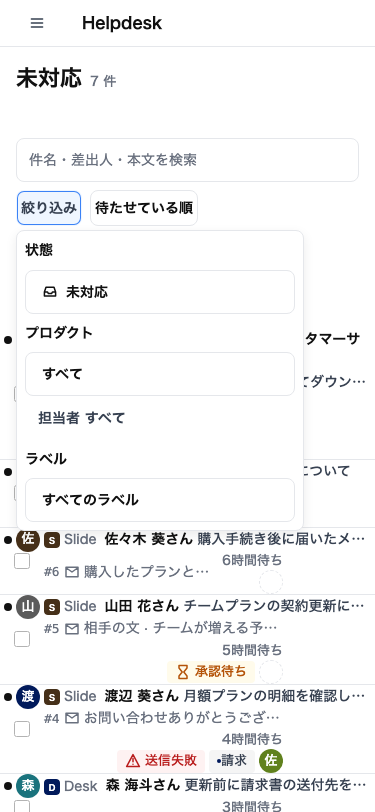 Helpdesk
未対応 7 件
件名・差出人・本文を検索
絞り込み 待たせている順
状態
未対応
プロダクト
すべて
担当者 すべて
ラベル
すべてのラベル
タマーサ
てダウン…
について
佐 S Slide 佐々木 葵さん 購入手続き後に届いたメ…
6時間待ち
#6 購入したプランと…
山 S Slide 山田 花さん チームプランの契約更新に…
#5 相手の文 · チームが増える予…
5時間待ち
承認待ち
渡 S Slide 渡辺 葵さん 月額プランの明細を確認し…
#4 お問い合わせありがとうござ…
4時間待ち
送信失敗 •請求 佐
森 D Desk 森 海斗さん 更新前に請求書の送付先を…
3時間待ち